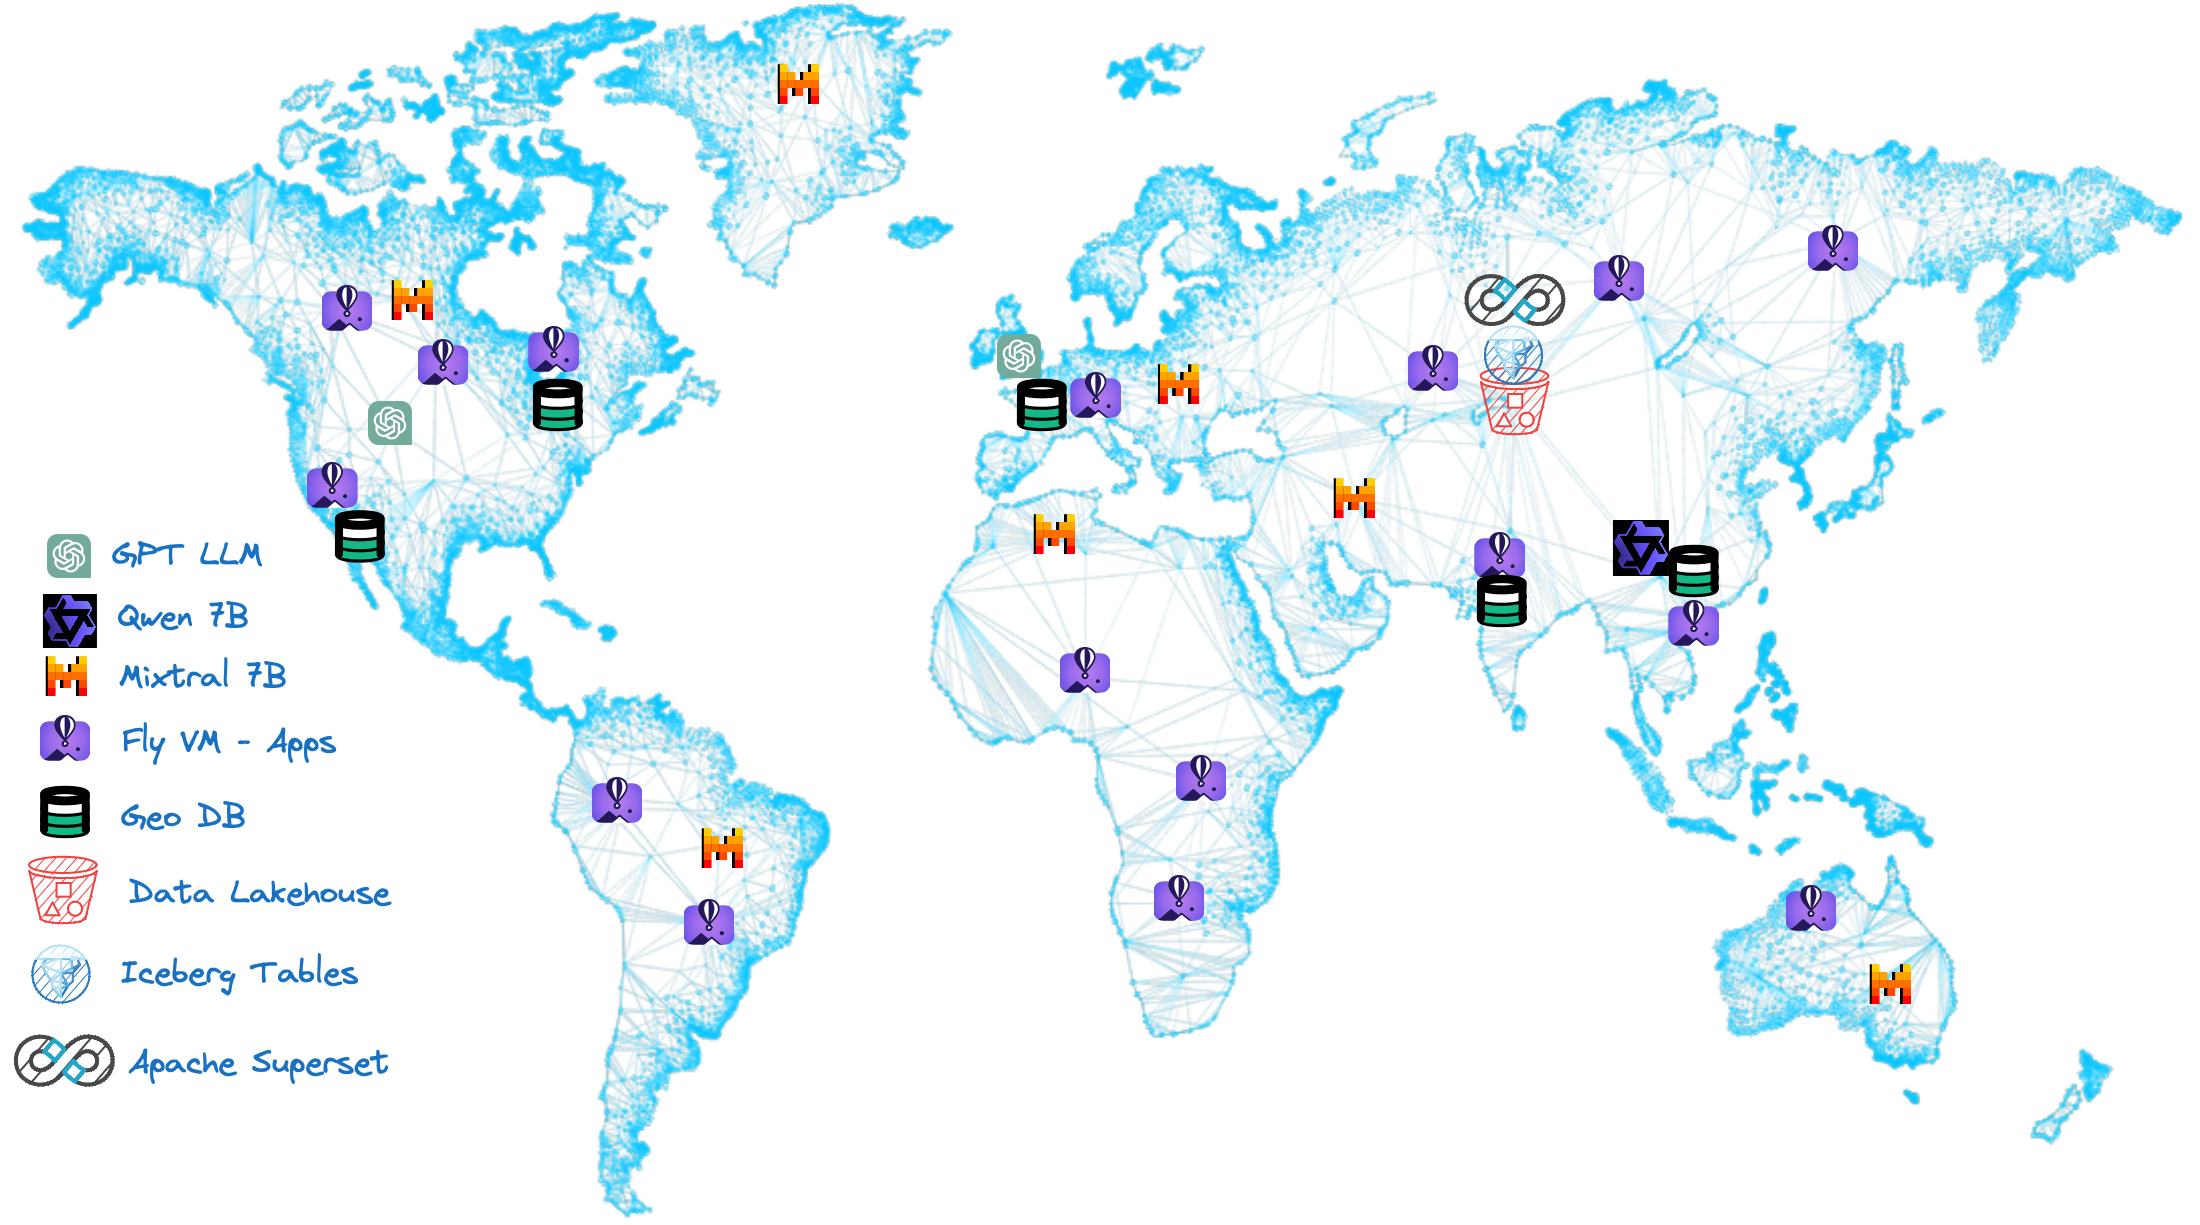 GPT LLM
Qwen 7B
Mixtral 7B
Fly VM - Apps
Geo DB
Data Lakehouse
Iceberg Tables
Apache Superset